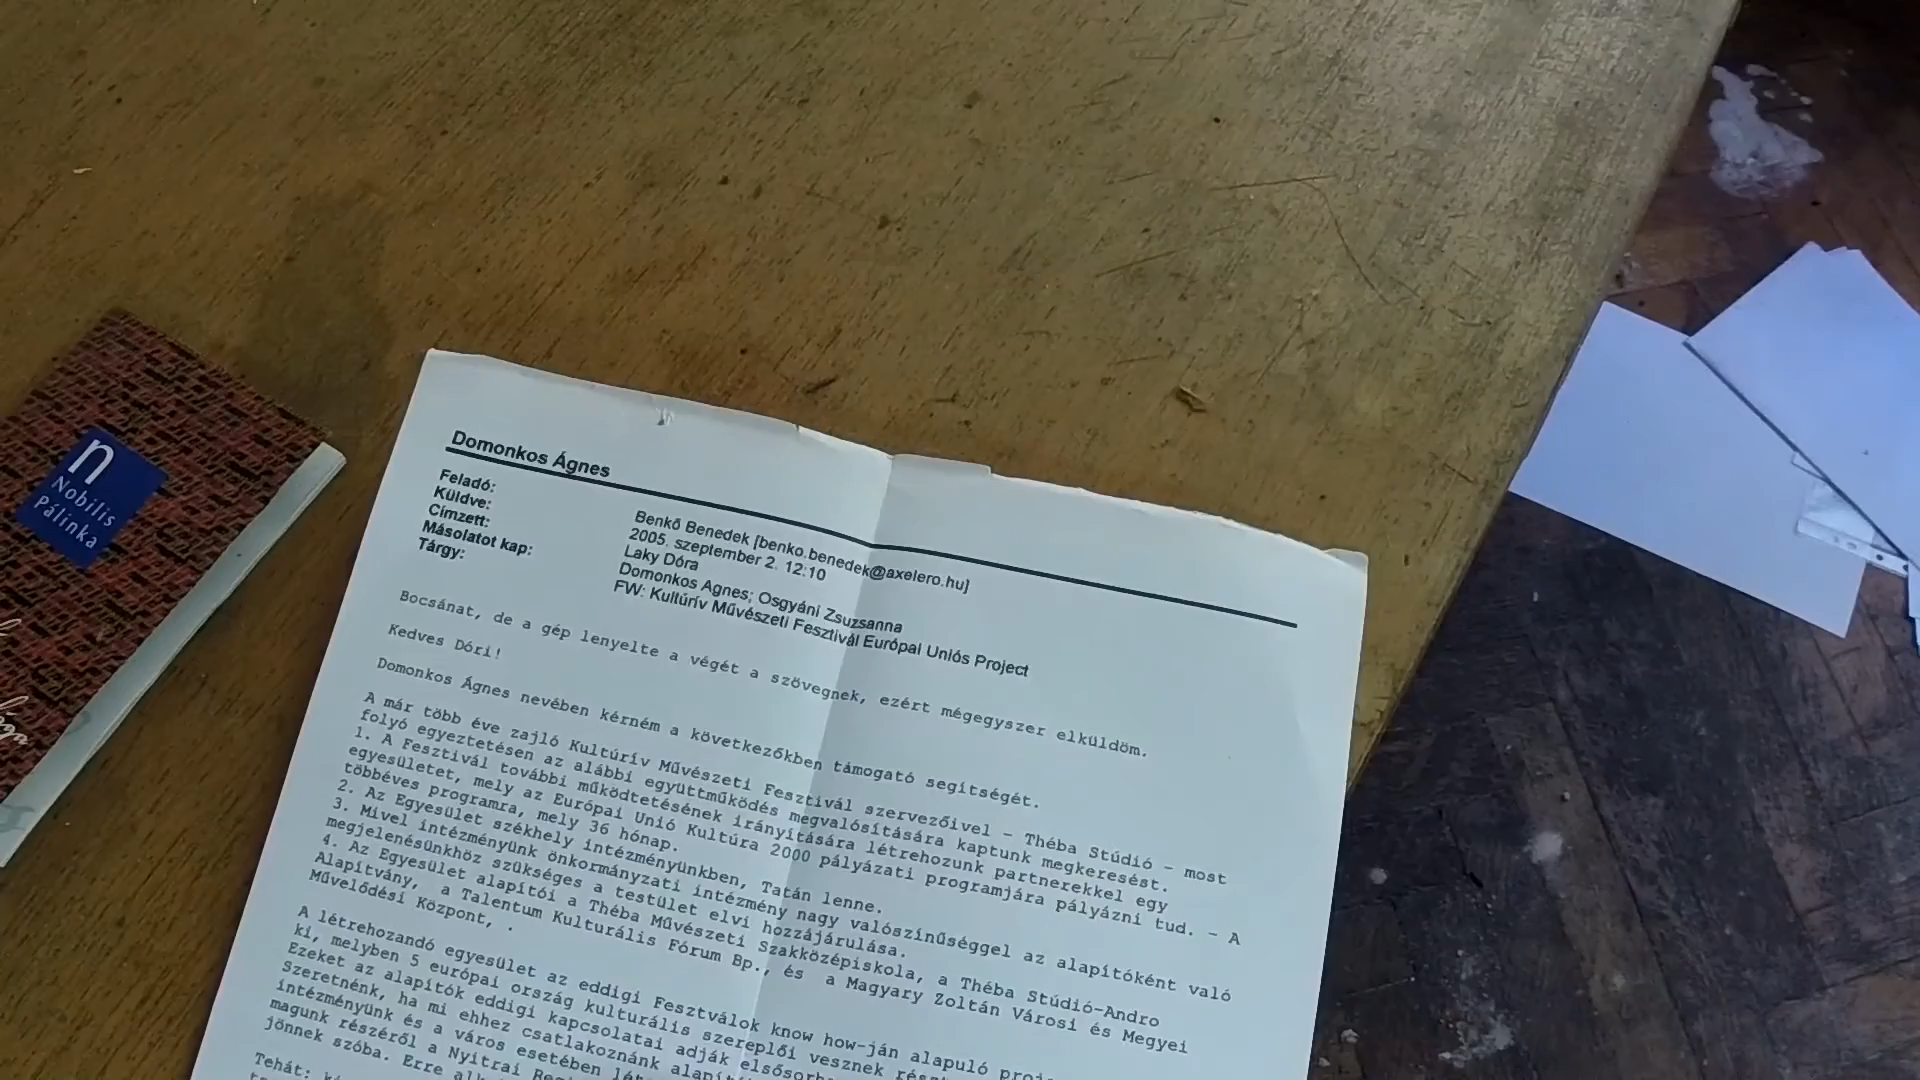 n
Nobilis
Pálinka
Domonkos Ágnes
Feladó: Benkő Benedek [benko.benedek@axelero.hu]
Küldve: 2005. szeptember 2. 12:10
Címzett: Laky Dóra
Másolatot kap: Domonkos Agnes; Osgyáni Zsuzsanna
Tárgy: FW: Kultúrív Művészeti Fesztivál Európai Uniós Project
Bocsánat, de a gép lenyelte a végét a szövegnek, ezért mégegyszer elküldöm.
Kedves Dóri!
Domonkos Ágnes nevében kérném a következőkben támogató segítségét.
A már több éve zajló Kultúrív Művészeti Fesztivál szervezőivel - Théba Stúdió - most
folyó egyeztetésen az alábbi együttműködés megvalósítására kaptunk megkeresést.
1. A Fesztivál további működtetésének irányítására létrehozunk partnerekkel egy
egyesületet, mely az Európai Unió Kultúra 2000 pályázati programjára pályázni tud. - A
többéves programra, mely 36 hónap.
2. Az Egyesület székhely intézményünkben, Tatán lenne.
3. Mivel intézményünk önkormányzati intézmény nagy valószínűséggel az alapítóként való
megjelenésünkhöz szükséges a testület elvi hozzájárulása.
4. Az Egyesület alapítói a Théba Művészeti Szakközépiskola, a Théba Stúdió-Andro
Alapítvány, a Talentum Kulturális Fórum Bp., és a Magyary Zoltán Városi és Megyei
Művelődési Központ, .
A létrehozandó egyesület az eddigi Fesztválok know how-ján alapuló
ki, melyben 5 európai ország kulturális szereplői vesznek
Ezeket az alapítók eddigi kapcsolatai adják
Szeretnénk, ha mi ehhez csatlakoznánk
intézményünk és a város esetében
magunk részéről a Nyitrai
jönnek szóba. Erre
Tehát: